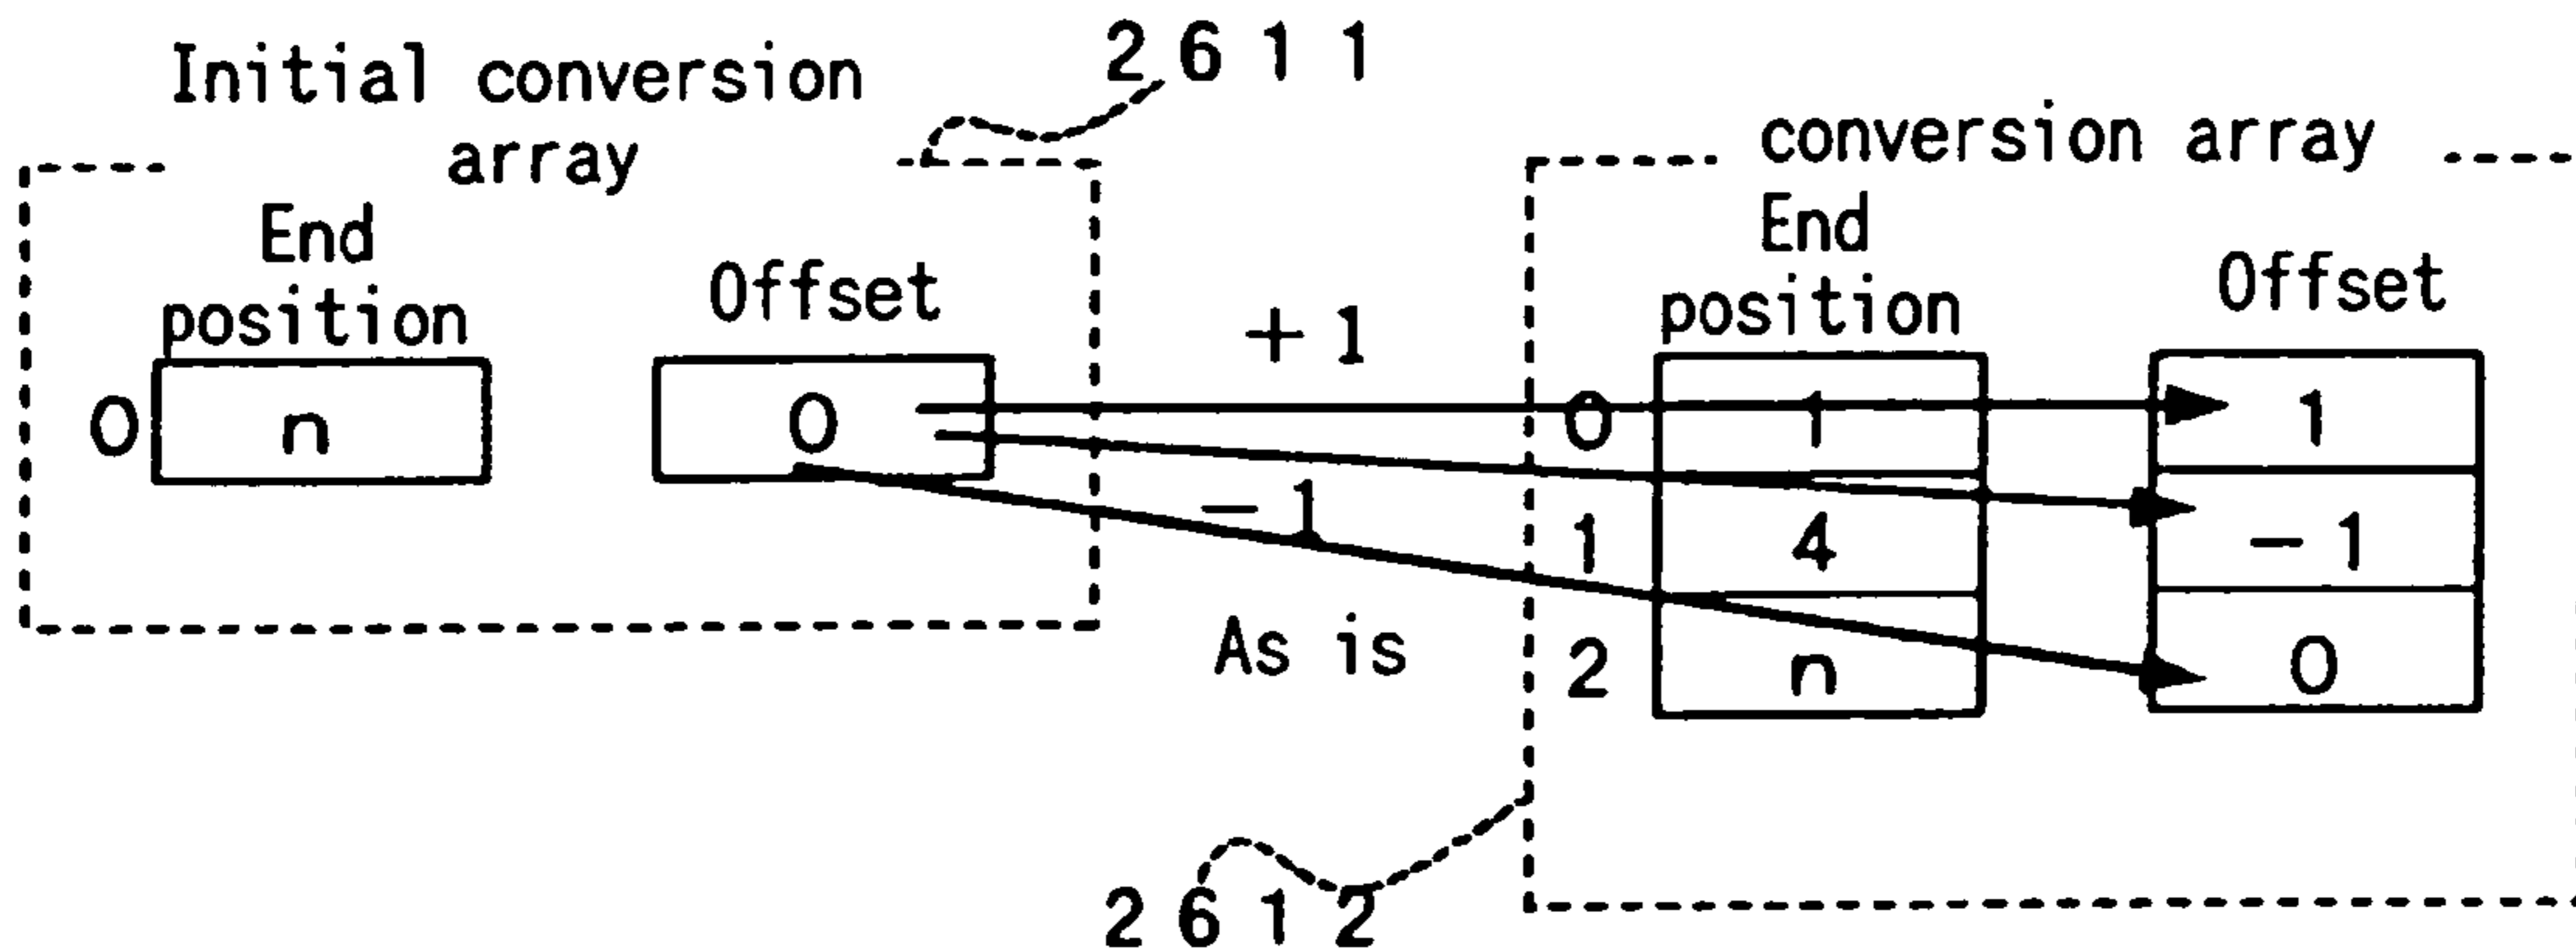 2611
Initial conversion
array
conversion array
End
position
Offset
End
position
Offset
+1
0 n 0
0 1 1
-1
1 4 -1
As is
2 n 0
2612